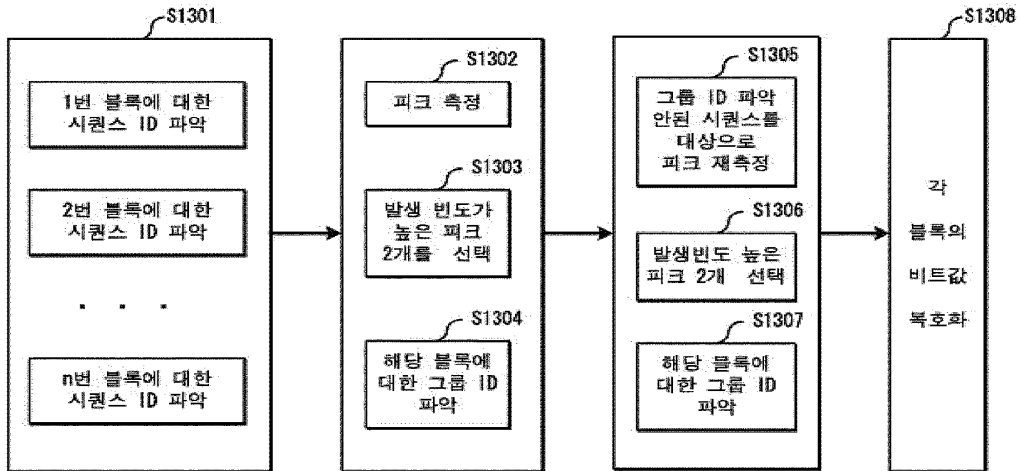 S1301
1번 블록에 대한
시퀀스 ID 파악
2번 블록에 대한
시퀀스 ID 파악
. . .
n번 블록에 대한
시퀀스 ID 파악
S1302
피크 측정
S1303
발생 빈도가
높은 피크
2개를 선택
S1304
해당 블록에
대한 그룹 ID
파악
S1305
그룹 ID 파악
안된 시퀀스를
대상으로
피크 재측정
S1306
발생빈도 높은
피크 2개 선택
S1307
해당 블록에
대한 그룹 ID
파악
S1308
각
블록의
비트값
복호화